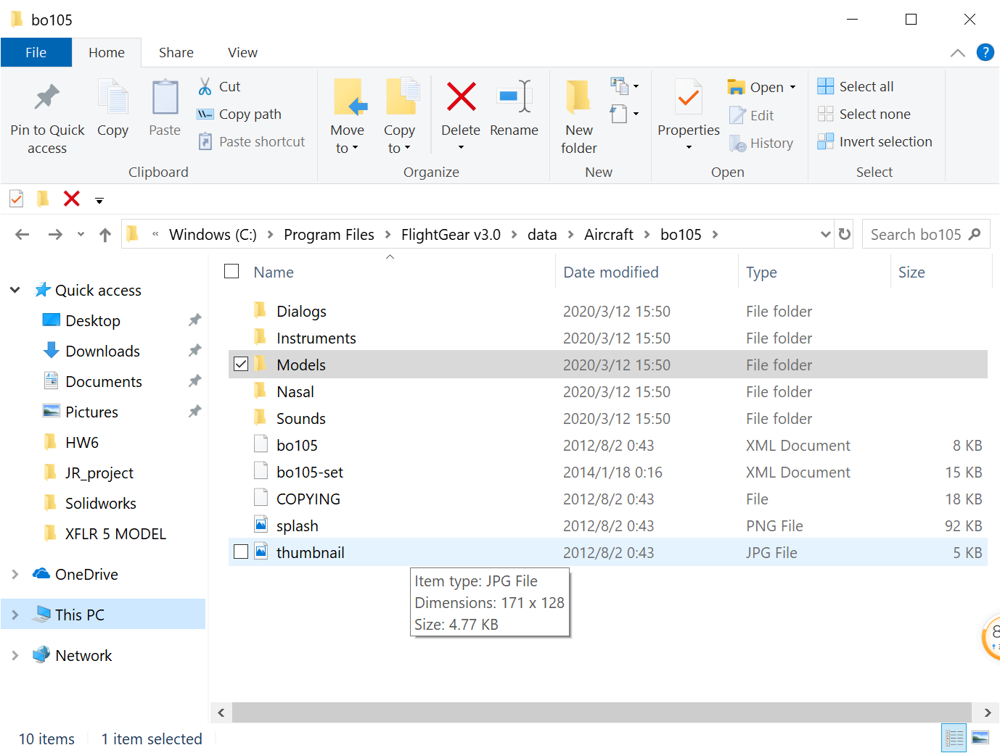 bo105
File Home Share View
?
Pin to Quick access
Copy
Paste
Cut
Copy path
Paste shortcut
Clipboard
Move to
Copy to
Delete
Rename
Organize
New folder
New
Properties
Open
Edit
History
Open
Select all
Select none
Invert selection
Select
« Windows (C:) > Program Files > FlightGear v3.0 > data > Aircraft > bo105 >
Search bo105
Name Date modified Type Size
Quick access
Desktop
Downloads
Documents
Pictures
HW6
JR_project
Solidworks
XFLR 5 MODEL
OneDrive
This PC
Network
Dialogs 2020/3/12 15:50 File folder
Instruments 2020/3/12 15:50 File folder
Models 2020/3/12 15:50 File folder
Nasal 2020/3/12 15:50 File folder
Sounds 2020/3/12 15:50 File folder
bo105 2012/8/2 0:43 XML Document 8 KB
bo105-set 2014/1/18 0:16 XML Document 15 KB
COPYING 2012/8/2 0:43 File 18 KB
splash 2012/8/2 0:43 PNG File 92 KB
thumbnail 2012/8/2 0:43 JPG File 5 KB
Item type: JPG File
Dimensions: 171 x 128
Size: 4.77 KB
10 items 1 item selected